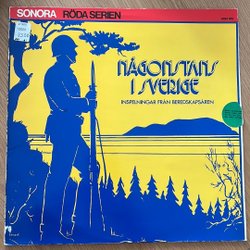 SONORA RÖDA SERIEN
NÅGONSTANS
I SVERIGE
INSPELNINGAR FRÅN BEREDSKAPSÅREN